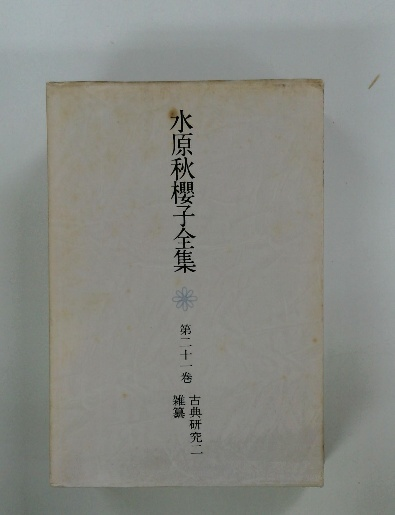 水原秋櫻子全集
第二十一巻
古典研究二
雑纂